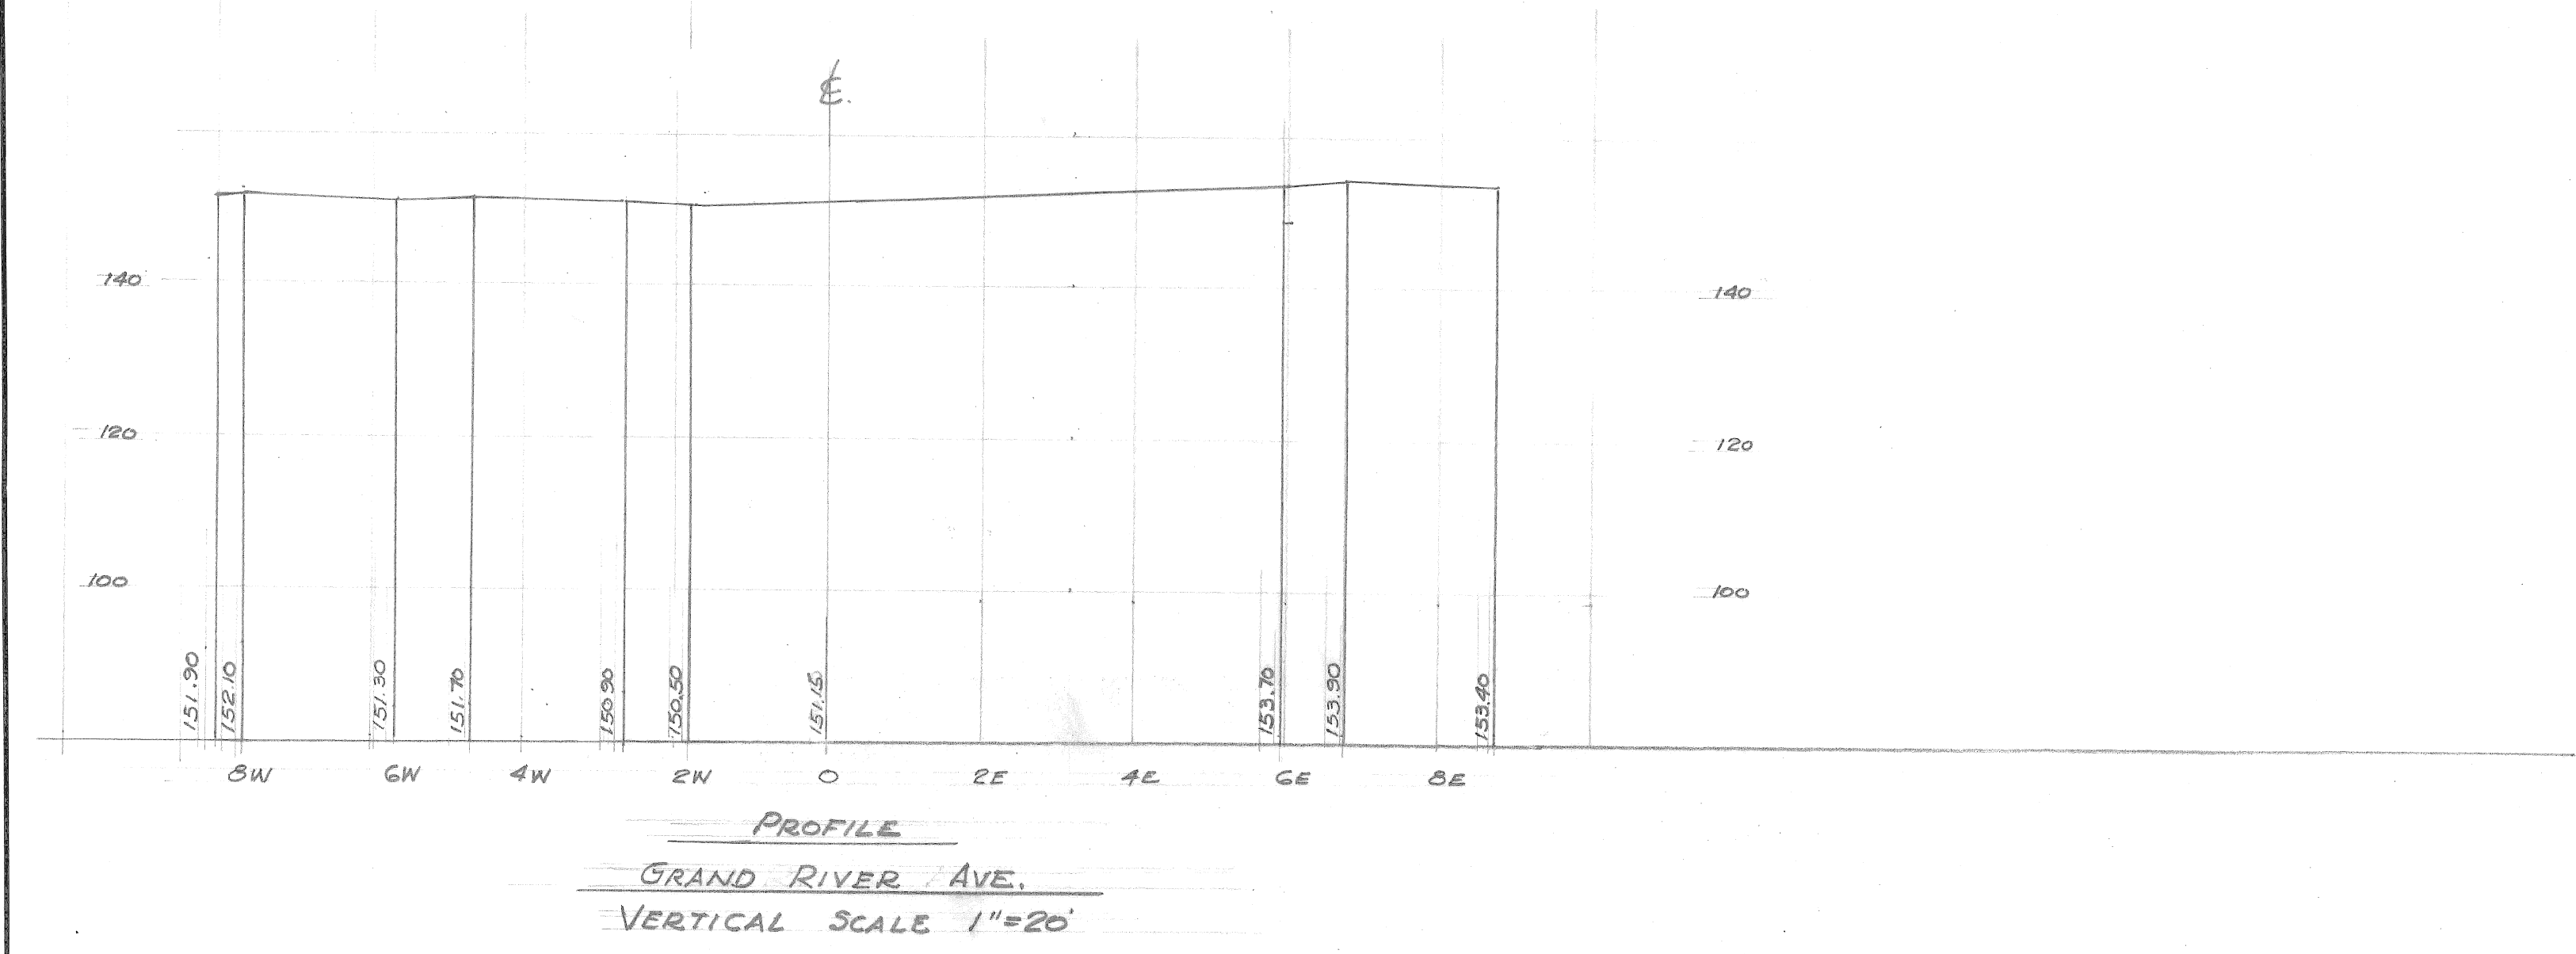 ℄.
140 140
120 120
100 100
151.90 152.10 151.30 151.70 150.90 150.50 151.15 153.70 153.90 153.40
8W 6W 4W 2W 0 2E 4E 6E 8E
PROFILE
GRAND RIVER AVE.
VERTICAL SCALE 1"=20'